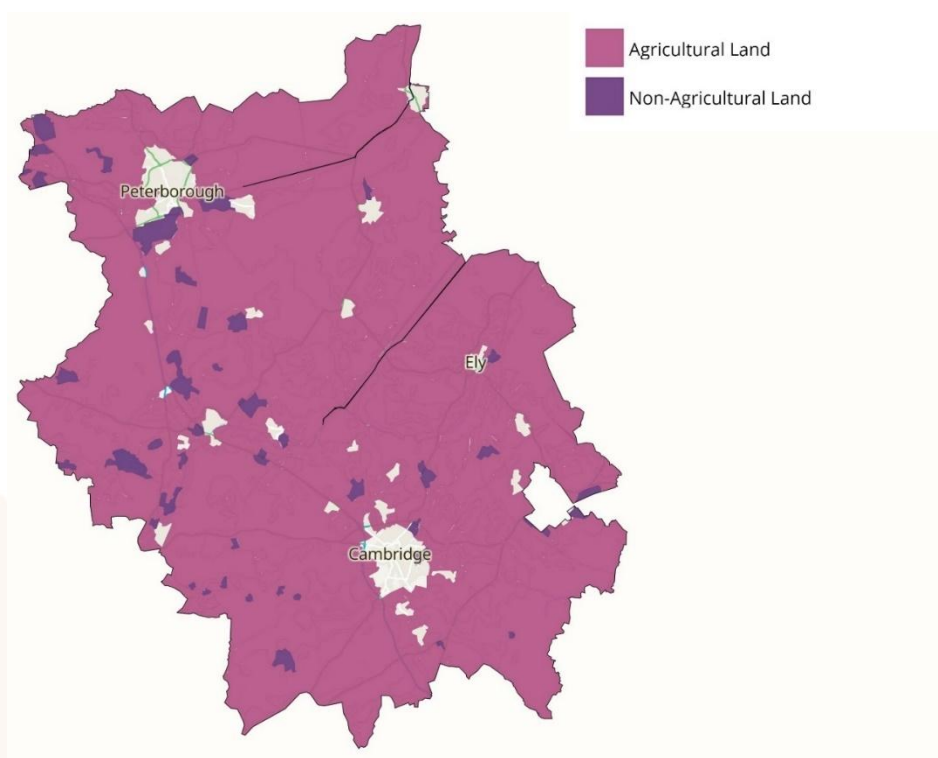 Agricultural Land
Non-Agricultural Land
Peterborough
Ely
Cambridge